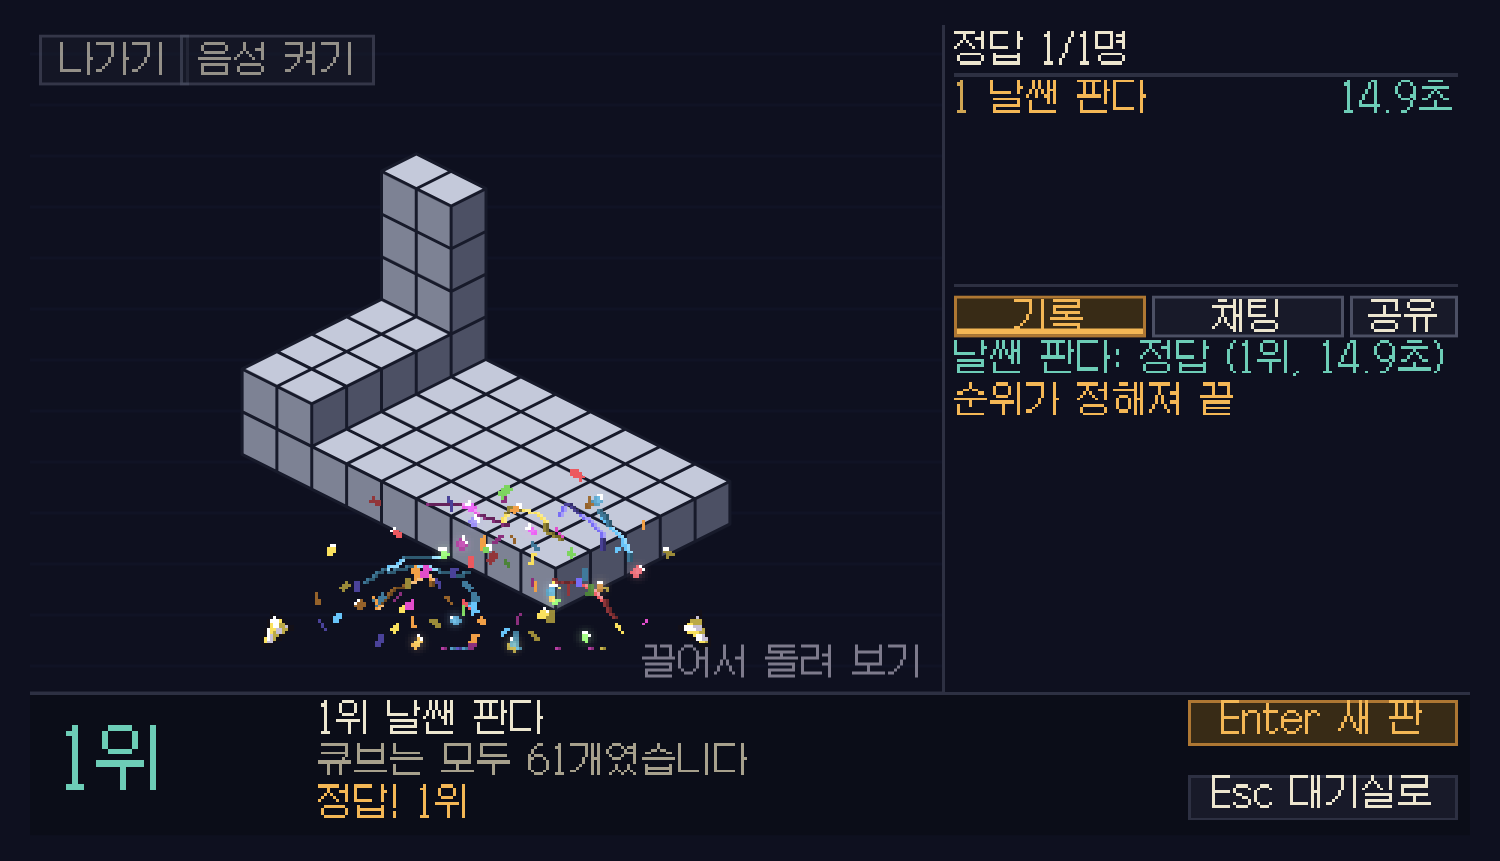 나가기
음성 켜기
정답 1/1명
1 날쌘 판다 14.9초
기록
채팅
공유
날쌘 판다: 정답 (1위, 14.9초)
순위가 정해져 끝
끌어서 돌려 보기
1위
1위 날쌘 판다
큐브는 모두 61개였습니다
정답! 1위
Enter 새 판
Esc 대기실로